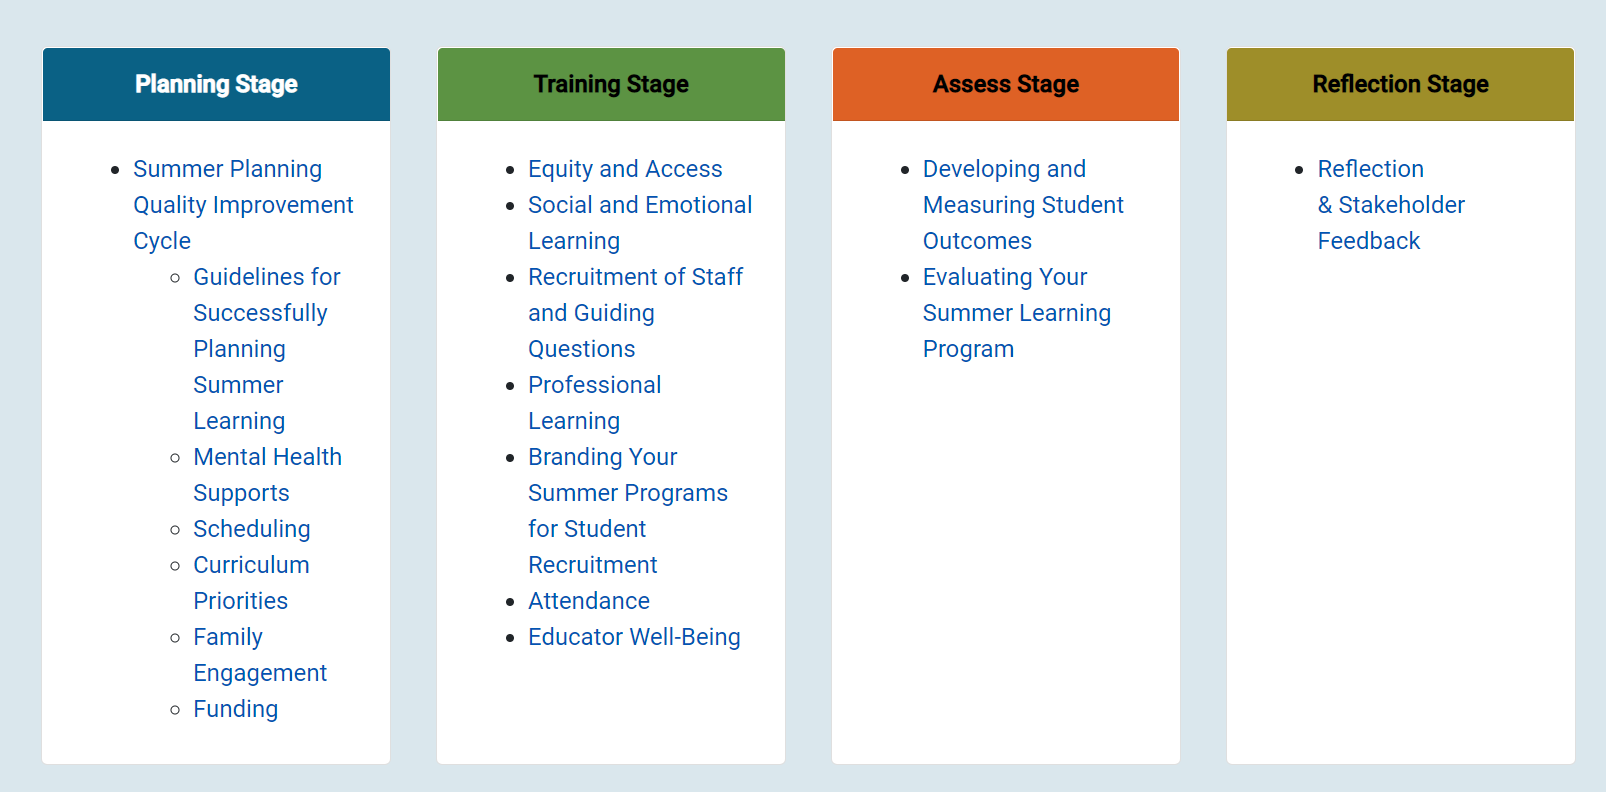 Planning Stage
Summer Planning
Quality Improvement
Cycle
Guidelines for
Successfully
Planning
Summer
Learning
Mental Health
Supports
Scheduling
Curriculum
Priorities
Family
Engagement
Funding
Training Stage
Equity and Access
Social and Emotional
Learning
Recruitment of Staff
and Guiding
Questions
Professional
Learning
Branding Your
Summer Programs
for Student
Recruitment
Attendance
Educator Well-Being
Assess Stage
Developing and
Measuring Student
Outcomes
Evaluating Your
Summer Learning
Program
Reflection Stage
Reflection
& Stakeholder
Feedback